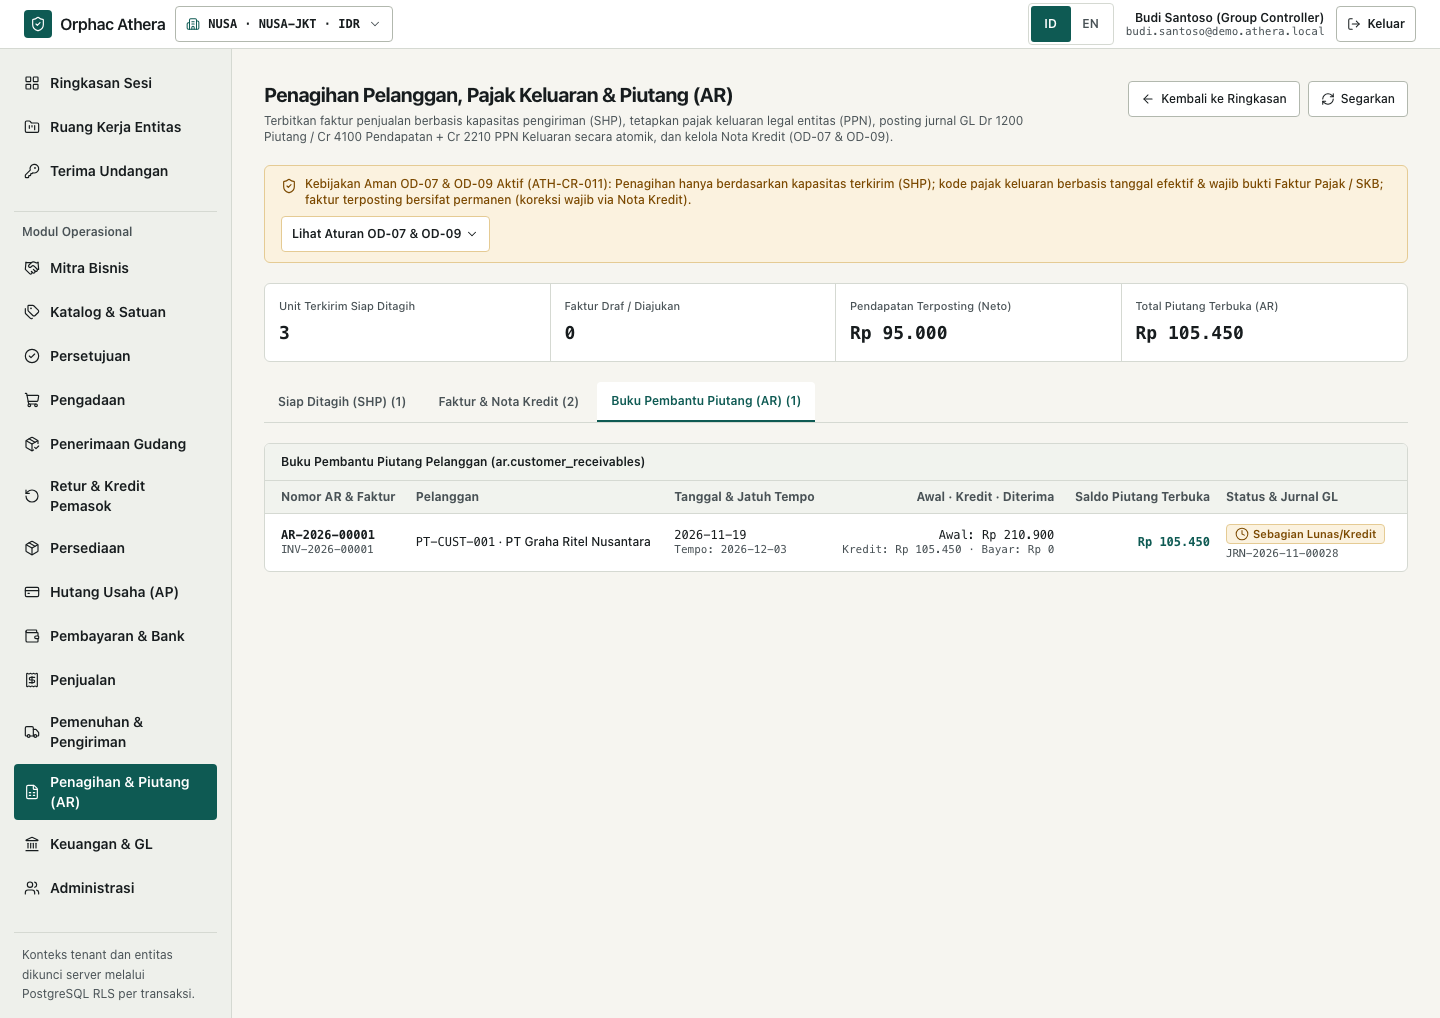 Orphac Athera
NUSA · NUSA-JKT · IDR
ID
EN
Budi Santoso (Group Controller)
budi.santoso@demo.athera.local
Keluar
Ringkasan Sesi
Ruang Kerja Entitas
Terima Undangan
Modul Operasional
Mitra Bisnis
Katalog & Satuan
Persetujuan
Pengadaan
Penerimaan Gudang
Retur & Kredit
Pemasok
Persediaan
Hutang Usaha (AP)
Pembayaran & Bank
Penjualan
Pemenuhan &
Pengiriman
Penagihan & Piutang
(AR)
Keuangan & GL
Administrasi
Konteks tenant dan entitas
dikunci server melalui
PostgreSQL RLS per transaksi.
Penagihan Pelanggan, Pajak Keluaran & Piutang (AR)
Terbitkan faktur penjualan berbasis kapasitas pengiriman (SHP), tetapkan pajak keluaran legal entitas (PPN), posting jurnal GL Dr 1200
Piutang / Cr 4100 Pendapatan + Cr 2210 PPN Keluaran secara atomik, dan kelola Nota Kredit (OD-07 & OD-09).
Kembali ke Ringkasan
Segarkan
Kebijakan Aman OD-07 & OD-09 Aktif (ATH-CR-011): Penagihan hanya berdasarkan kapasitas terkirim (SHP); kode pajak keluaran berbasis tanggal efektif & wajib bukti Faktur Pajak / SKB;
faktur terposting bersifat permanen (koreksi wajib via Nota Kredit).
Lihat Aturan OD-07 & OD-09
Unit Terkirim Siap Ditagih
3
Faktur Draf / Diajukan
0
Pendapatan Terposting (Neto)
Rp 95.000
Total Piutang Terbuka (AR)
Rp 105.450
Siap Ditagih (SHP) (1)
Faktur & Nota Kredit (2)
Buku Pembantu Piutang (AR) (1)
Buku Pembantu Piutang Pelanggan (ar.customer_receivables)
Nomor AR & Faktur
Pelanggan
Tanggal & Jatuh Tempo
Awal · Kredit · Diterima
Saldo Piutang Terbuka
Status & Jurnal GL
AR-2026-00001
INV-2026-00001
PT-CUST-001 · PT Graha Ritel Nusantara
2026-11-19
Tempo: 2026-12-03
Awal: Rp 210.900
Kredit: Rp 105.450 · Bayar: Rp 0
Rp 105.450
Sebagian Lunas/Kredit
JRN-2026-11-00028